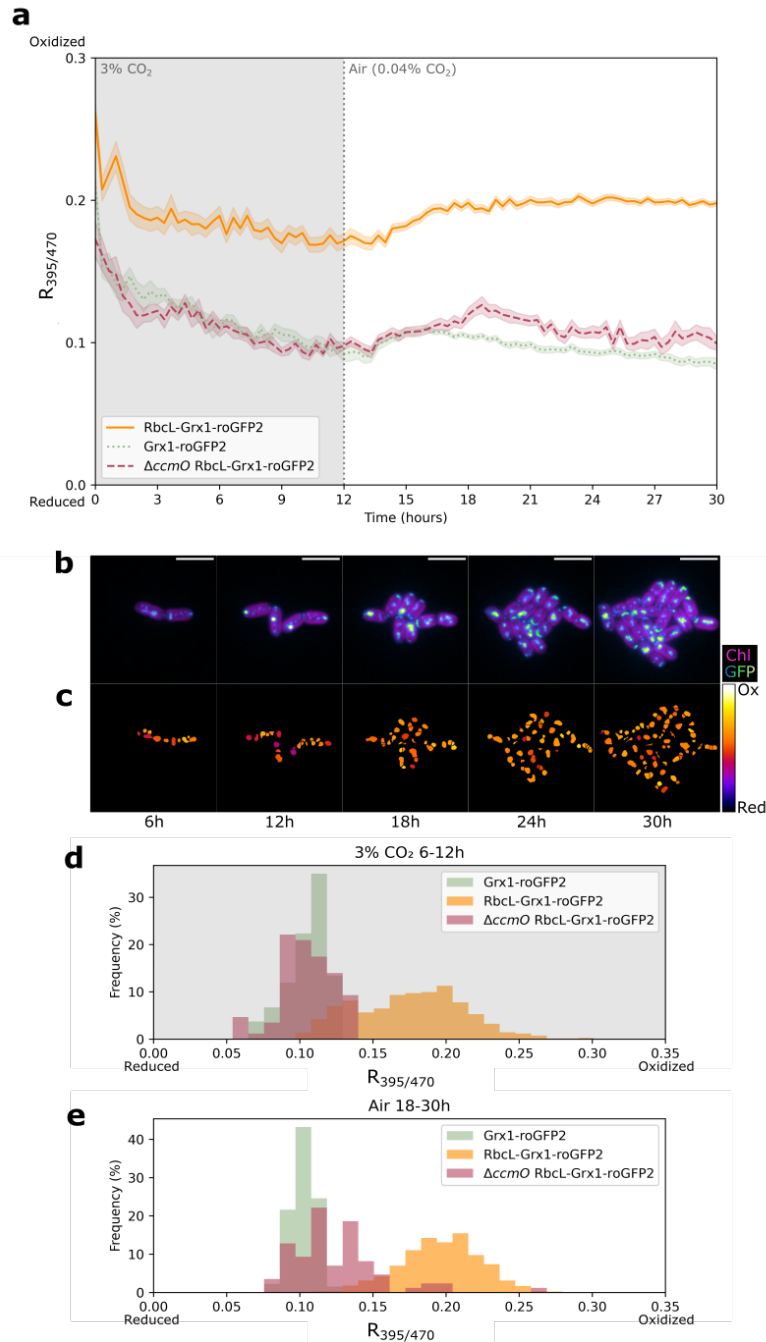 a
Oxidized
0.3
3% CO₂
Air (0.04% CO₂)
0.2
R395/470
0.1
RbcL-Grx1-roGFP2
Grx1-roGFP2
ΔccmO RbcL-Grx1-roGFP2
0.0
Reduced
0 3 6 9 12 15 18 21 24 27 30
Time (hours)
b
Chl
GFP
c
Ox
Red
6h 12h 18h 24h 30h
d
3% CO₂ 6-12h
Grx1-roGFP2
RbcL-Grx1-roGFP2
ΔccmO RbcL-Grx1-roGFP2
Frequency (%)
30
20
10
0
0.00 0.05 0.10 0.15 0.20 0.25 0.30 0.35
Reduced
R395/470
Oxidized
e
Air 18-30h
Grx1-roGFP2
RbcL-Grx1-roGFP2
ΔccmO RbcL-Grx1-roGFP2
Frequency (%)
40
30
20
10
0
0.00 0.05 0.10 0.15 0.20 0.25 0.30 0.35
Reduced
R395/470
Oxidized